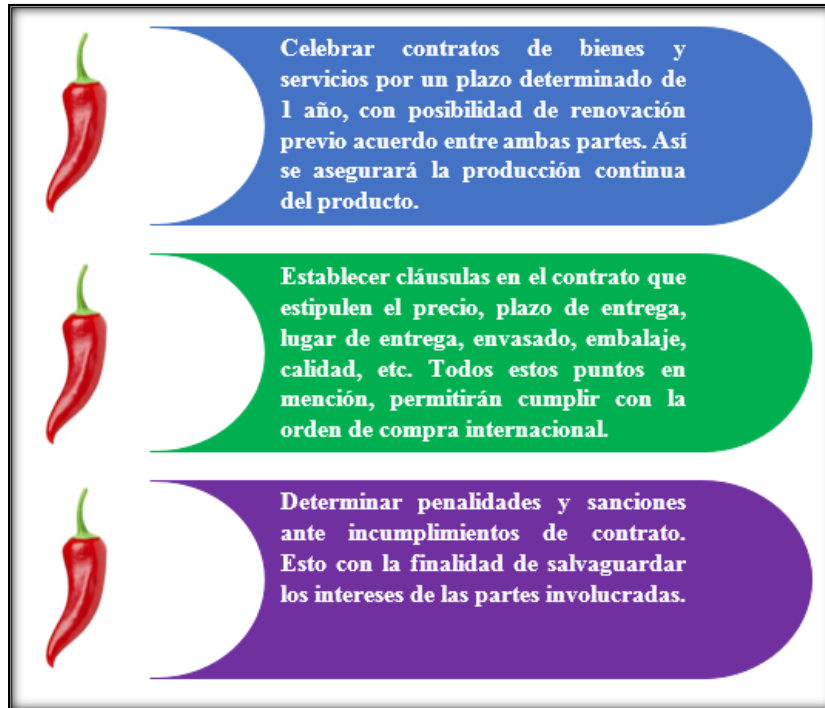 Celebrar contratos de bienes y
servicios por un plazo determinado de
1 año, con posibilidad de renovación
previo acuerdo entre ambas partes. Así
se asegurará la producción continua
del producto.
Establecer cláusulas en el contrato que
estipulen el precio, plazo de entrega,
lugar de entrega, envasado, embalaje,
calidad, etc. Todos estos puntos en
mención, permitirán cumplir con la
orden de compra internacional.
Determinar penalidades y sanciones
ante incumplimientos de contrato.
Esto con la finalidad de salvaguardar
los intereses de las partes involucradas.